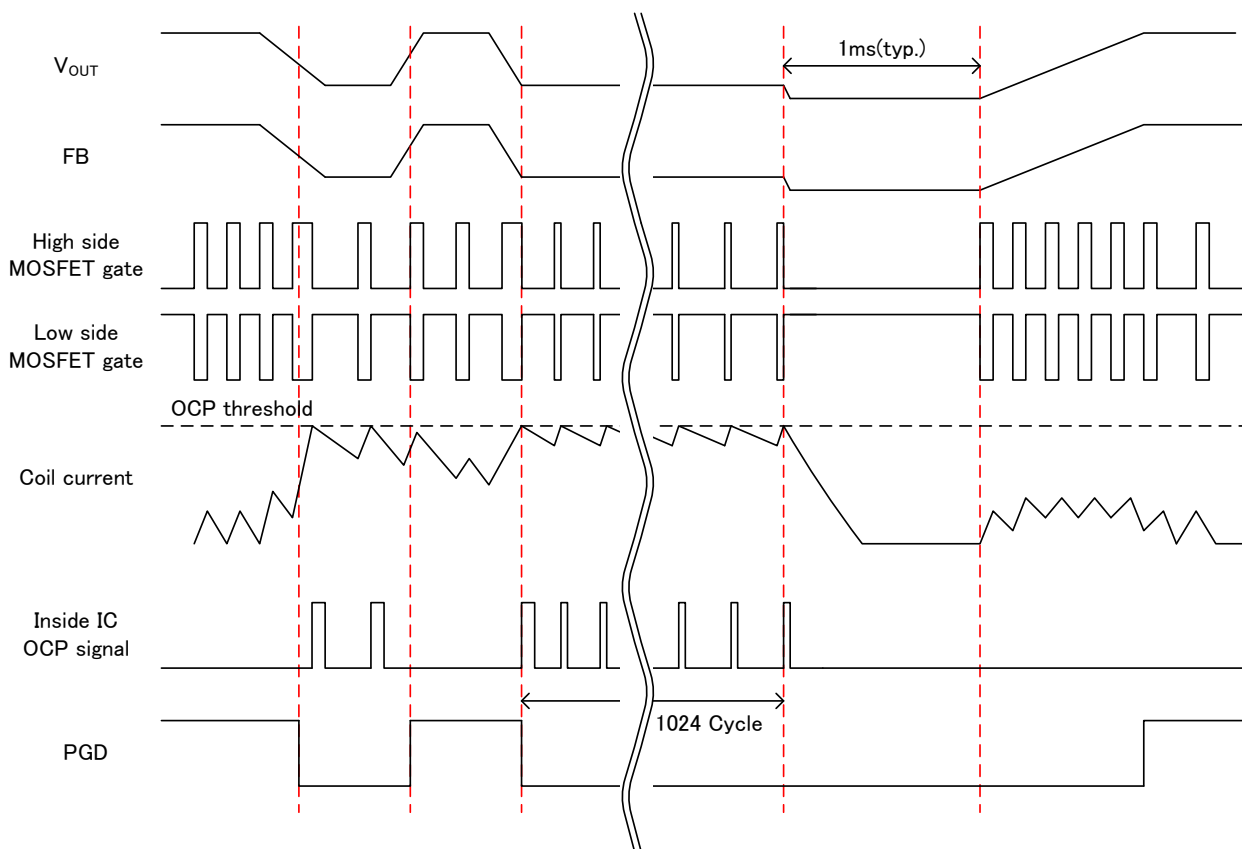 V_OUT
1ms(typ.)
FB
High side
MOSFET gate
Low side
MOSFET gate
OCP threshold
Coil current
Inside IC
OCP signal
1024 Cycle
PGD